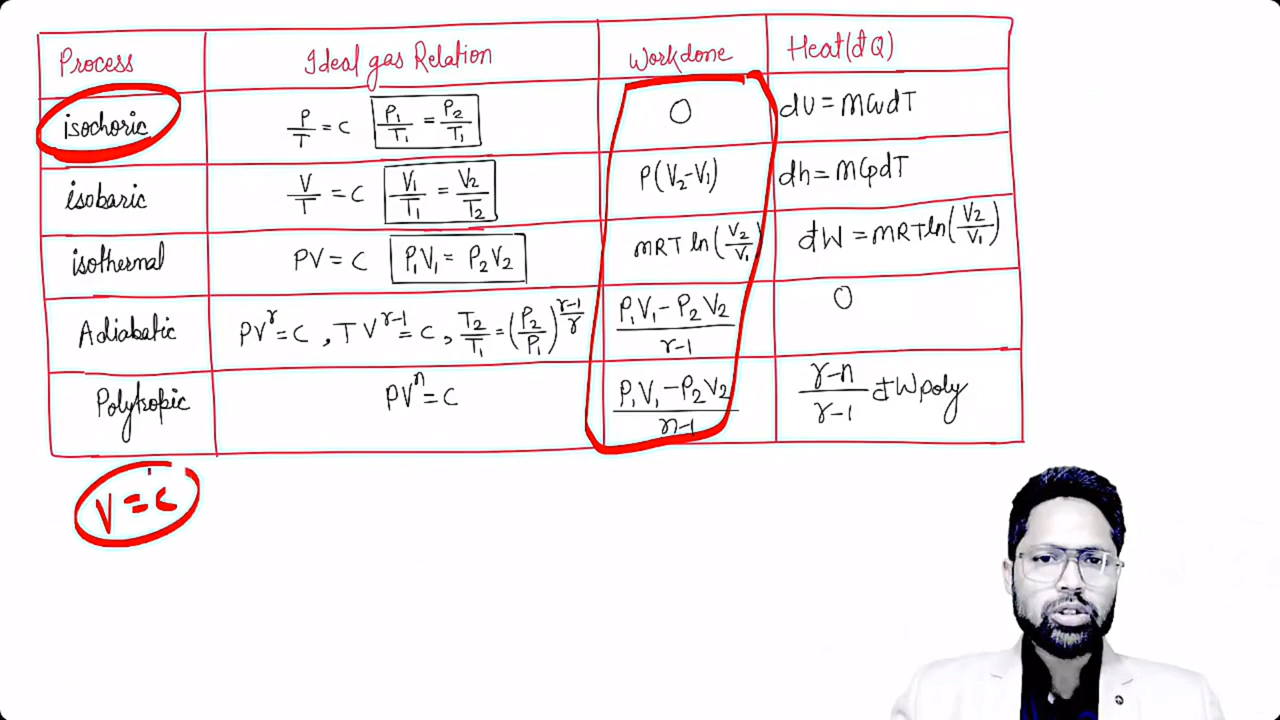 Process Ideal gas Relation Workdone Heat(đQ)
isochoric P/T = C P₁/T₁ = P₂/T₁ 0 dU = mCvdT
isobaric V/T = C V₁/T₁ = V₂/T₂ P(V₂-V₁) dh = mCpdT
isothermal PV = C P₁V₁ = P₂V₂ mRT ln(V₂/V₁) đW = mRT ln(V₂/V₁)
Adiabatic PV^γ = C , TV^γ-1 = C , T₂/T₁ = (P₂/P₁)^γ-1/γ P₁V₁-P₂V₂/γ-1 0
Polytropic PV^n = C P₁V₁-P₂V₂/n-1 γ-n/γ-1 đWpoly
V = C